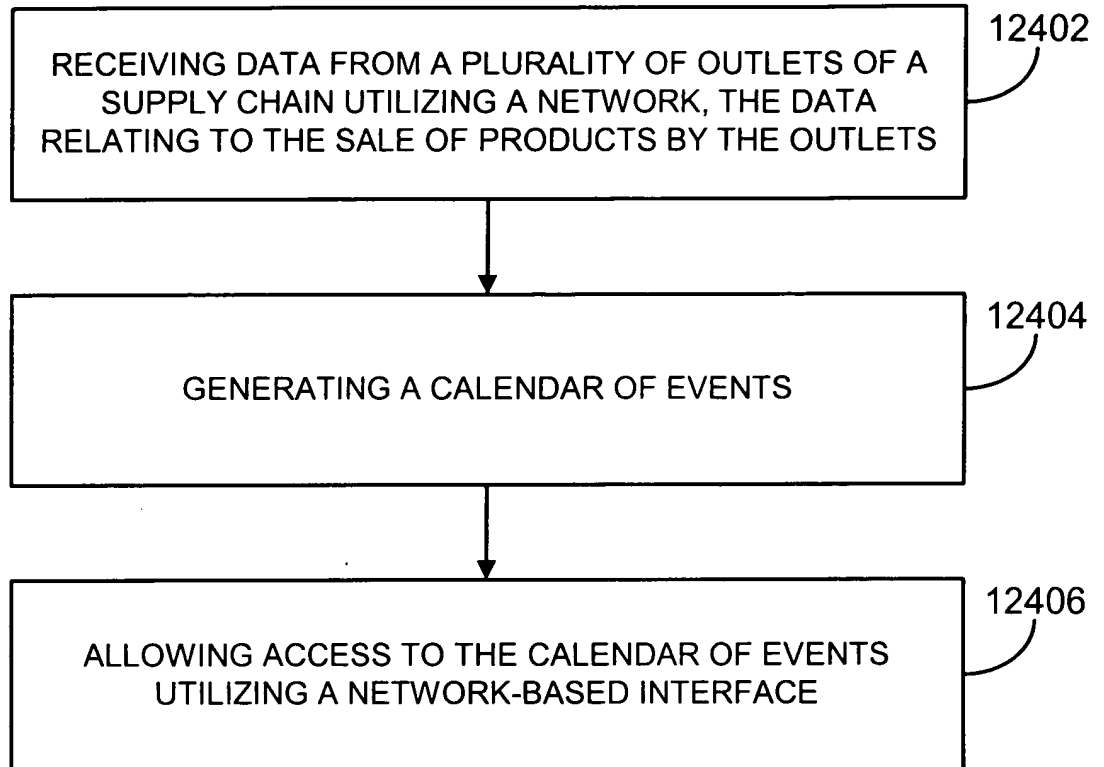 12402
RECEIVING DATA FROM A PLURALITY OF OUTLETS OF A
SUPPLY CHAIN UTILIZING A NETWORK, THE DATA
RELATING TO THE SALE OF PRODUCTS BY THE OUTLETS
12404
GENERATING A CALENDAR OF EVENTS
12406
ALLOWING ACCESS TO THE CALENDAR OF EVENTS
UTILIZING A NETWORK-BASED INTERFACE